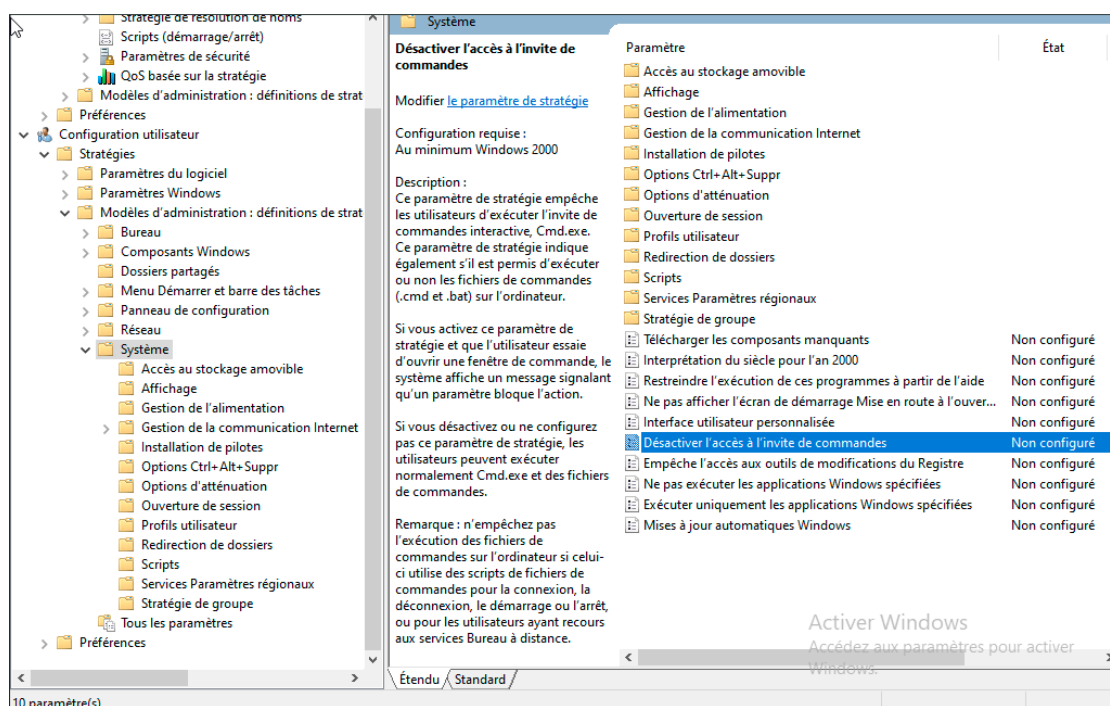 Stratégie de résolution de noms
Scripts (démarrage/arrêt)
Paramètres de sécurité
QoS basée sur la stratégie
Modèles d'administration : définitions de strat
Préférences
Configuration utilisateur
Stratégies
Paramètres du logiciel
Paramètres Windows
Modèles d'administration : définitions de strat
Bureau
Composants Windows
Dossiers partagés
Menu Démarrer et barre des tâches
Panneau de configuration
Réseau
Système
Accès au stockage amovible
Affichage
Gestion de l'alimentation
Gestion de la communication Internet
Installation de pilotes
Options Ctrl+Alt+Suppr
Options d'atténuation
Ouverture de session
Profils utilisateur
Redirection de dossiers
Scripts
Services Paramètres régionaux
Stratégie de groupe
Tous les paramètres
Préférences
Système
Désactiver l'accès à l'invite de
commandes
Modifier le paramètre de stratégie
Configuration requise :
Au minimum Windows 2000
Description :
Ce paramètre de stratégie empêche
les utilisateurs d'exécuter l'invite de
commandes interactive, Cmd.exe.
Ce paramètre de stratégie indique
également s'il est permis d'exécuter
ou non les fichiers de commandes
(.cmd et .bat) sur l'ordinateur.
Si vous activez ce paramètre de
stratégie et que l'utilisateur essaie
d'ouvrir une fenêtre de commande, le
système affiche un message signalant
qu'un paramètre bloque l'action.
Si vous désactivez ou ne configurez
pas ce paramètre de stratégie, les
utilisateurs peuvent exécuter
normalement Cmd.exe et des fichiers
de commandes.
Remarque : n'empêchez pas
l'exécution des fichiers de
commandes sur l'ordinateur si celui-
ci utilise des scripts de fichiers de
commandes pour la connexion, la
déconnexion, le démarrage ou l'arrêt,
ou pour les utilisateurs ayant recours
aux services Bureau à distance.
Paramètre État
Accès au stockage amovible
Affichage
Gestion de l'alimentation
Gestion de la communication Internet
Installation de pilotes
Options Ctrl+Alt+Suppr
Options d'atténuation
Ouverture de session
Profils utilisateur
Redirection de dossiers
Scripts
Services Paramètres régionaux
Stratégie de groupe
Télécharger les composants manquants Non configuré
Interprétation du siècle pour l'an 2000 Non configuré
Restreindre l'exécution de ces programmes à partir de l'aide Non configuré
Ne pas afficher l'écran de démarrage Mise en route à l'ouver... Non configuré
Interface utilisateur personnalisée Non configuré
Désactiver l'accès à l'invite de commandes Non configuré
Empêche l'accès aux outils de modifications du Registre Non configuré
Ne pas exécuter les applications Windows spécifiées Non configuré
Exécuter uniquement les applications Windows spécifiées Non configuré
Mises à jour automatiques Windows Non configuré
Activer Windows
Accédez aux paramètres pour activer
Windows.
Étendu Standard
10 paramètre(s)